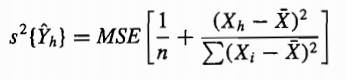 s²{Ŷₕ} = MSE [ 1/n + (Xₕ − X̄)² / ∑(Xᵢ − X̄)² ]